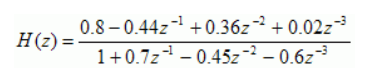 H(z) = \frac{0.8 - 0.44z^{-1} + 0.36z^{-2} + 0.02z^{-3}}{1 + 0.7z^{-1} - 0.45z^{-2} - 0.6z^{-3}}